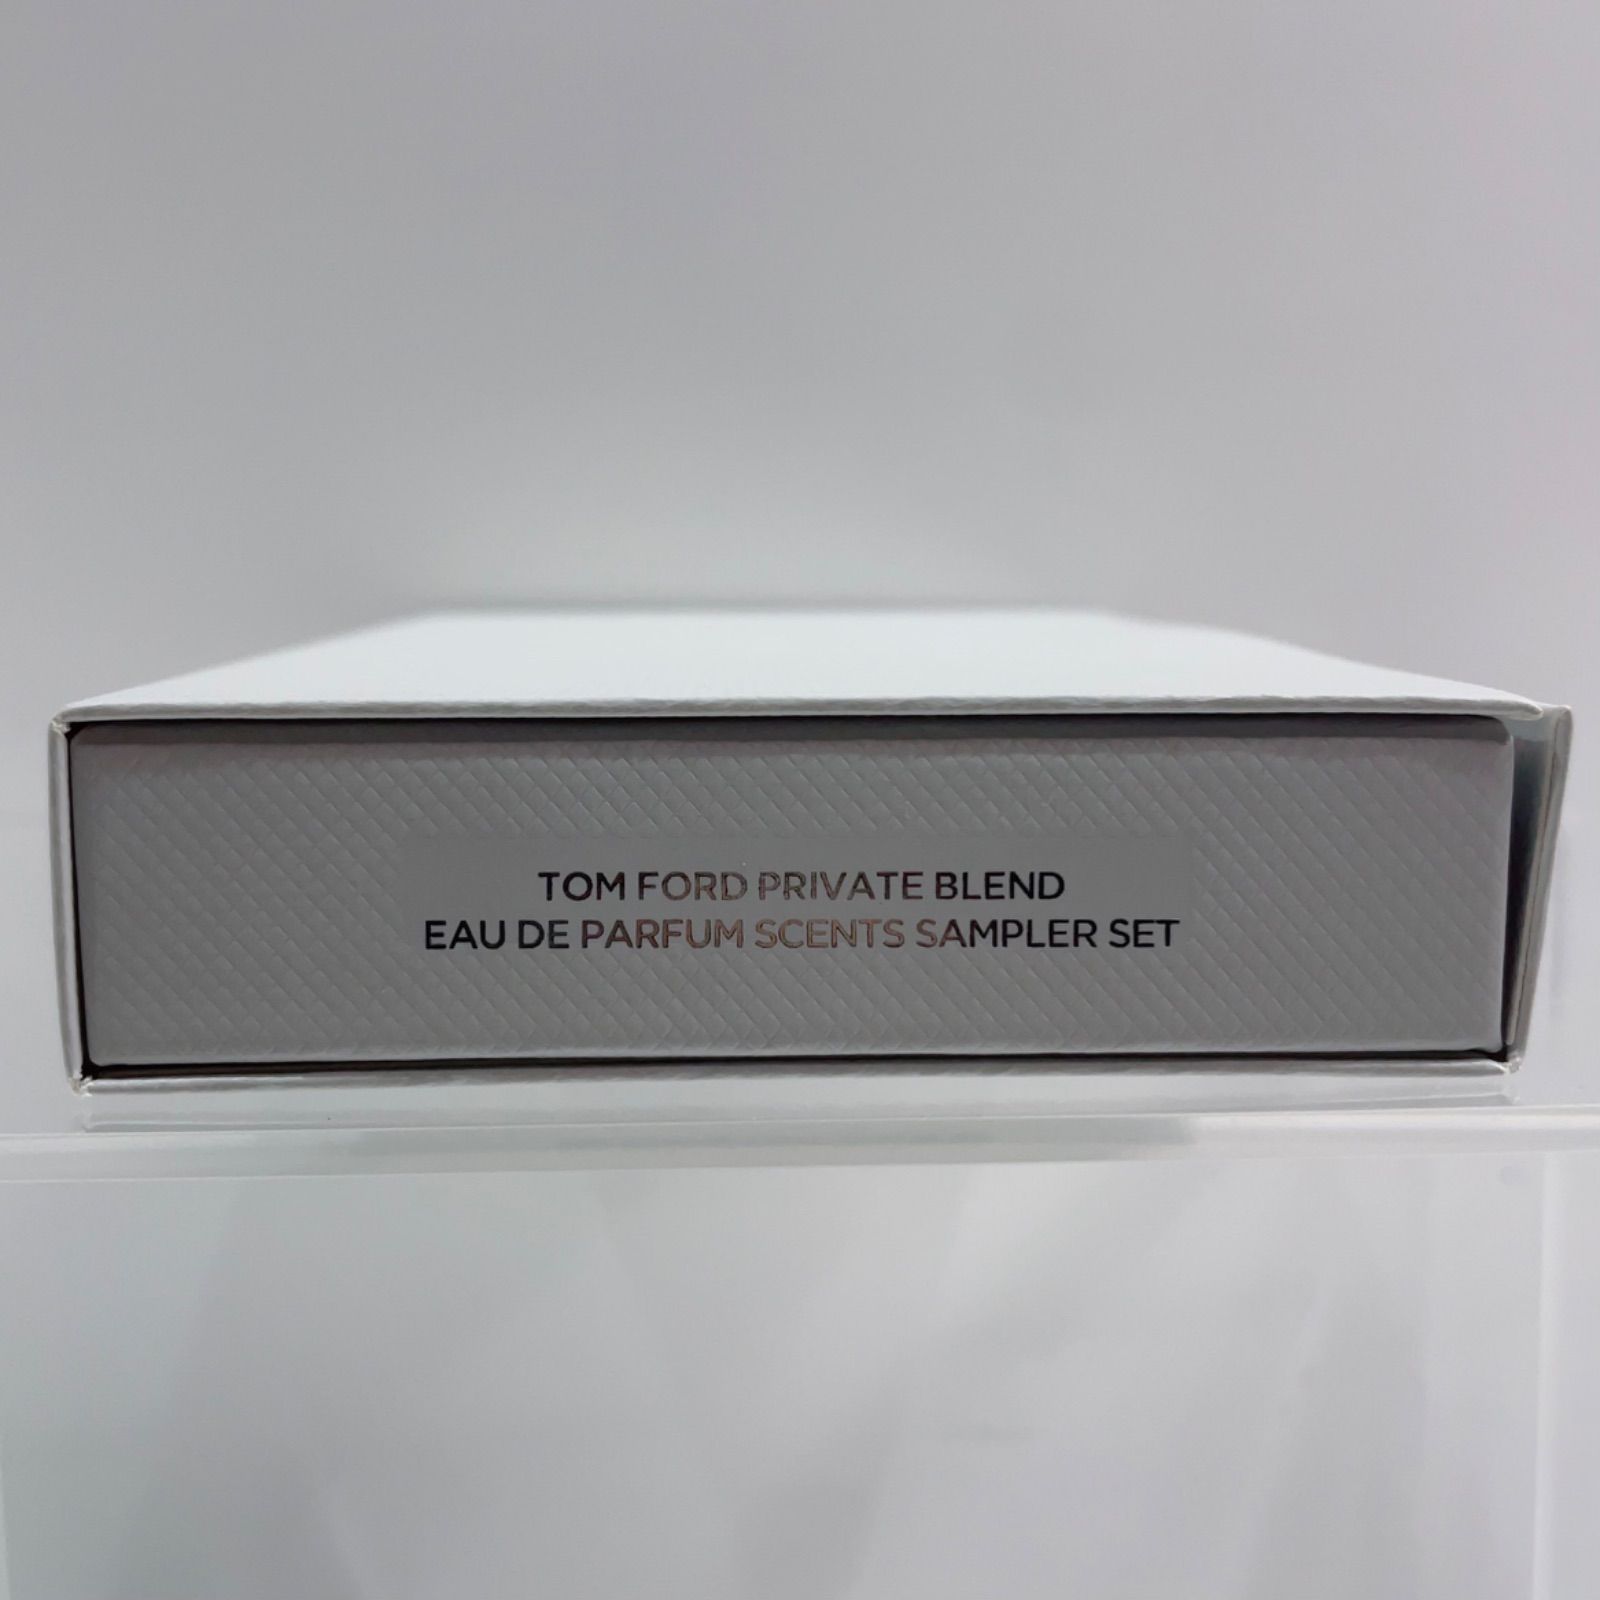 TOM FORD PRIVATE BLEND
EAU DE PARFUM SCENTS SAMPLER SET